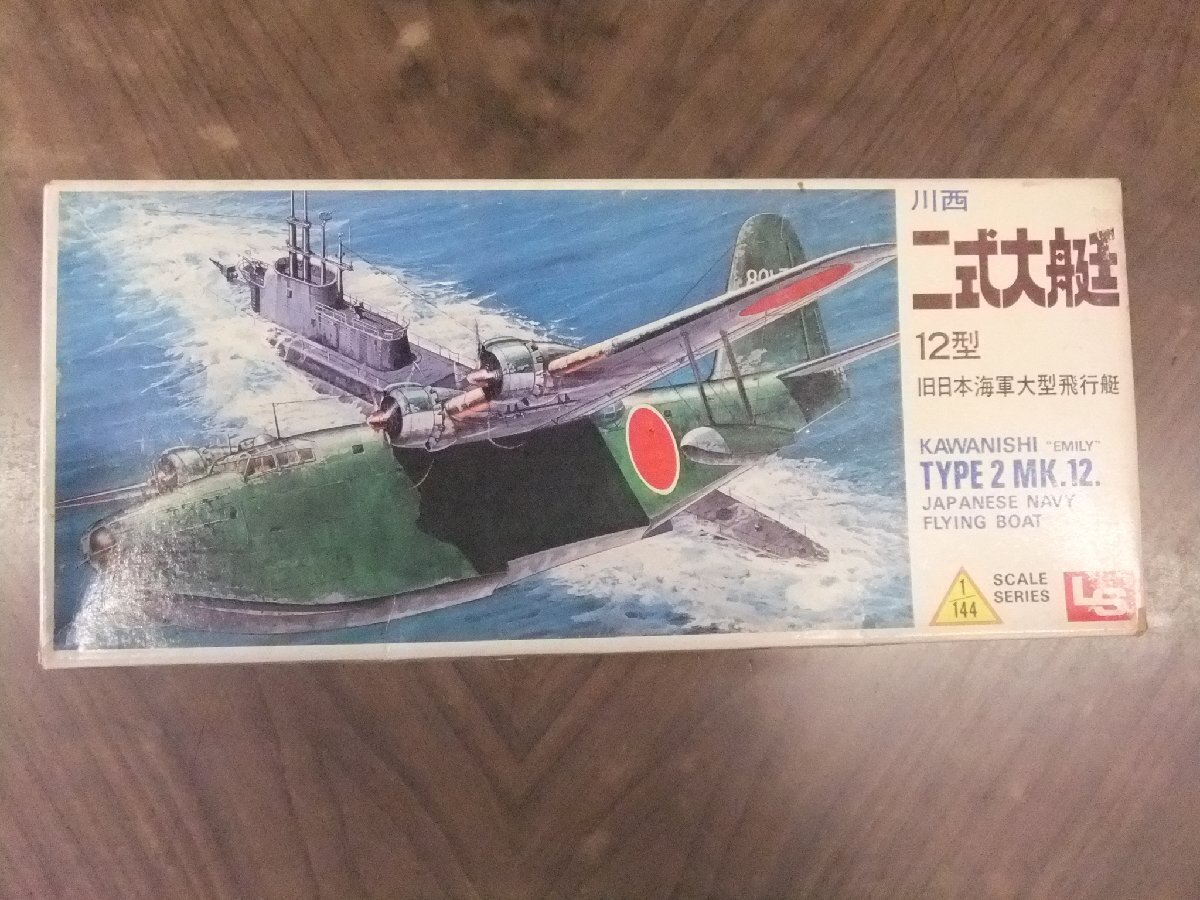 川西
二式大艇
12型
旧日本海軍大型飛行艇
KAWANISHI "EMILY"
TYPE 2 MK.12.
JAPANESE NAVY
FLYING BOAT
1/144
SCALE
SERIES
LS